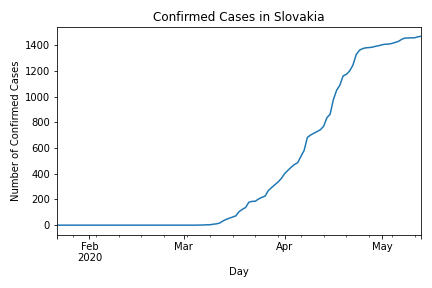 Confirmed Cases in Slovakia
Number of Confirmed Cases
1400
1200
1000
800
600
400
200
0
Feb
2020
Mar
Apr
May
Day